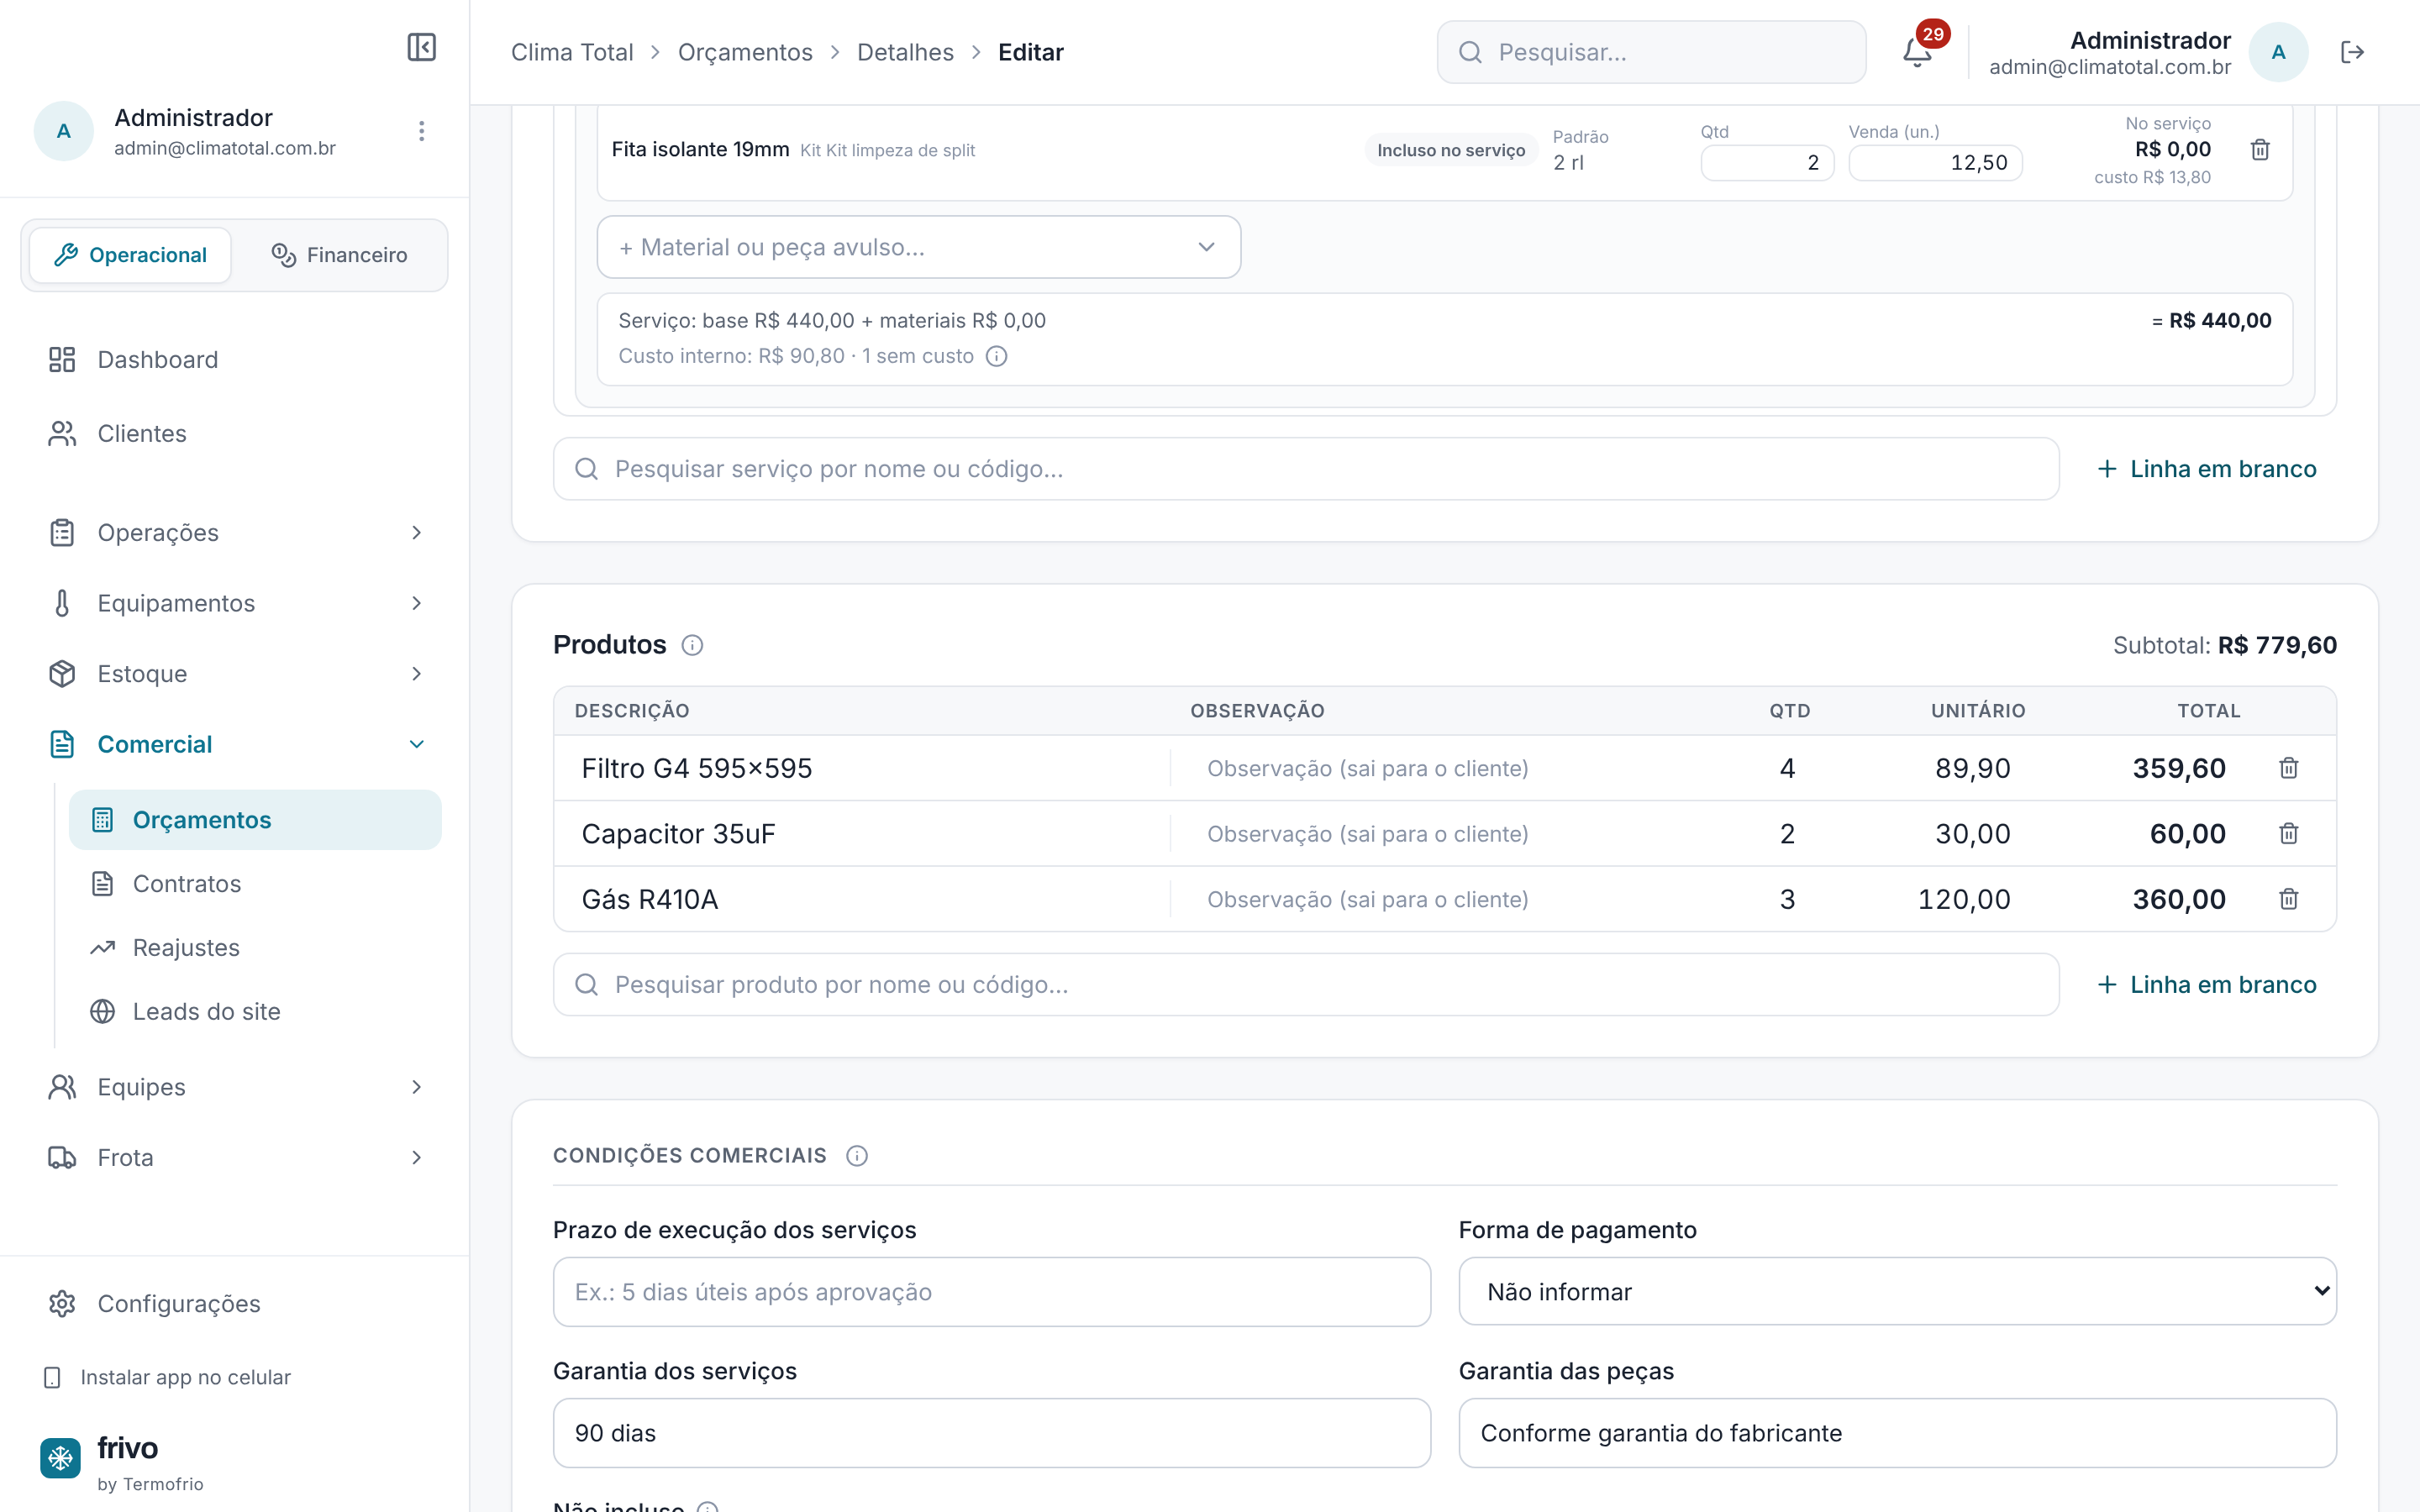 Clima Total > Orçamentos > Detalhes > Editar
Pesquisar...
29
Administrador
admin@climatotal.com.br
A
A
Administrador
admin@climatotal.com.br
Operacional
Financeiro
Dashboard
Clientes
Operações
Equipamentos
Estoque
Comercial
Orçamentos
Contratos
Reajustes
Leads do site
Equipes
Frota
Configurações
Instalar app no celular
frivo
by Termofrio
Fita isolante 19mm Kit Kit limpeza de split
Incluso no serviço
Padrão
2 rl
Qtd
2
Venda (un.)
12,50
No serviço
R$ 0,00
custo R$ 13,80
+ Material ou peça avulso...
Serviço: base R$ 440,00 + materiais R$ 0,00 = R$ 440,00
Custo interno: R$ 90,80 · 1 sem custo
Pesquisar serviço por nome ou código...
+ Linha em branco
Produtos
Subtotal: R$ 779,60
DESCRIÇÃO OBSERVAÇÃO QTD UNITÁRIO TOTAL
Filtro G4 595×595 Observação (sai para o cliente) 4 89,90 359,60
Capacitor 35uF Observação (sai para o cliente) 2 30,00 60,00
Gás R410A Observação (sai para o cliente) 3 120,00 360,00
Pesquisar produto por nome ou código...
+ Linha em branco
CONDIÇÕES COMERCIAIS
Prazo de execução dos serviços
Ex.: 5 dias úteis após aprovação
Forma de pagamento
Não informar
Garantia dos serviços
90 dias
Garantia das peças
Conforme garantia do fabricante
Não incluso